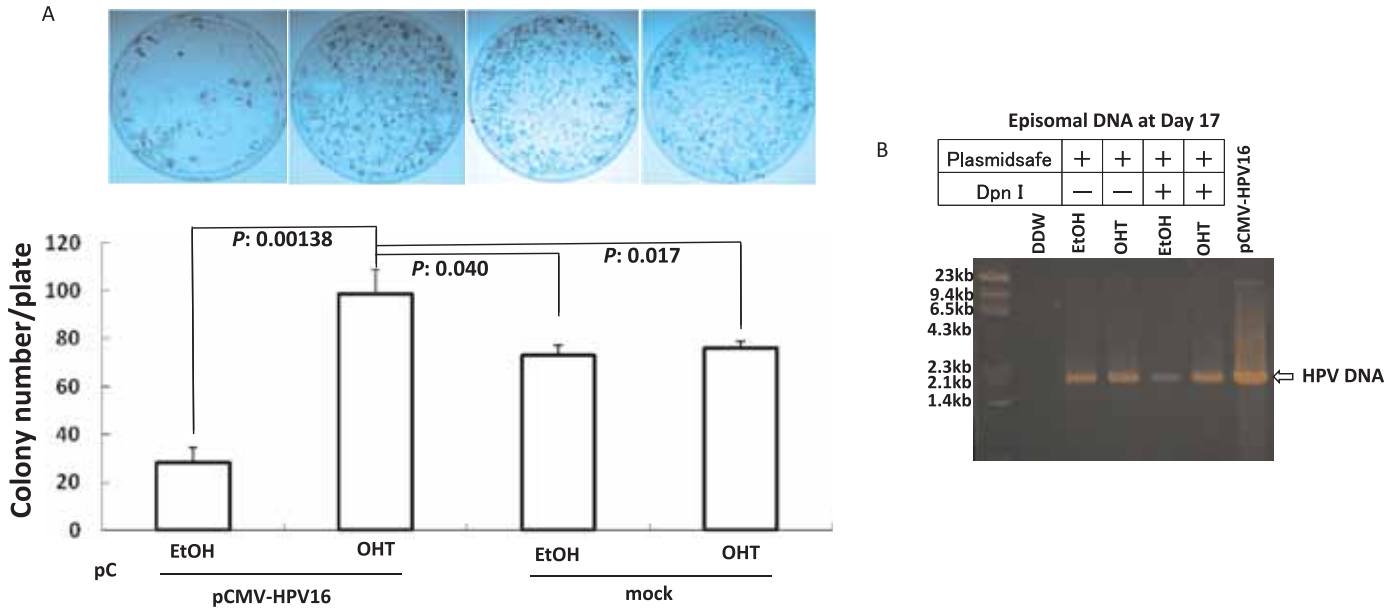 A
P: 0.00138
P: 0.040
P: 0.017
Colony number/plate
120
100
80
60
40
20
0
EtOH
OHT
EtOH
OHT
pC
pCMV-HPV16
mock
B
Episomal DNA at Day 17
Plasmidsafe + + + +
Dpn I — — + +
DDW
EtOH
OHT
EtOH
OHT
pCMV-HPV16
23kb
9.4kb
6.5kb
4.3kb
2.3kb
2.1kb
1.4kb
⇦ HPV DNA